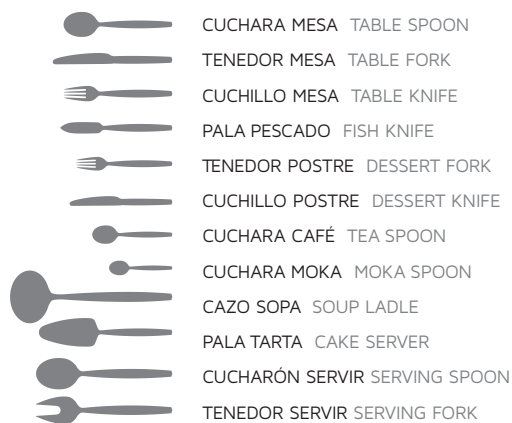 CUCHARA MESA TABLE SPOON
TENEDOR MESA TABLE FORK
CUCHILLO MESA TABLE KNIFE
PALA PESCADO FISH KNIFE
TENEDOR POSTRE DESSERT FORK
CUCHILLO POSTRE DESSERT KNIFE
CUCHARA CAFÉ TEA SPOON
CUCHARA MOKA MOKA SPOON
CAZO SOPA SOUP LADLE
PALA TARTA CAKE SERVER
CUCHARÓN SERVIR SERVING SPOON
TENEDOR SERVIR SERVING FORK